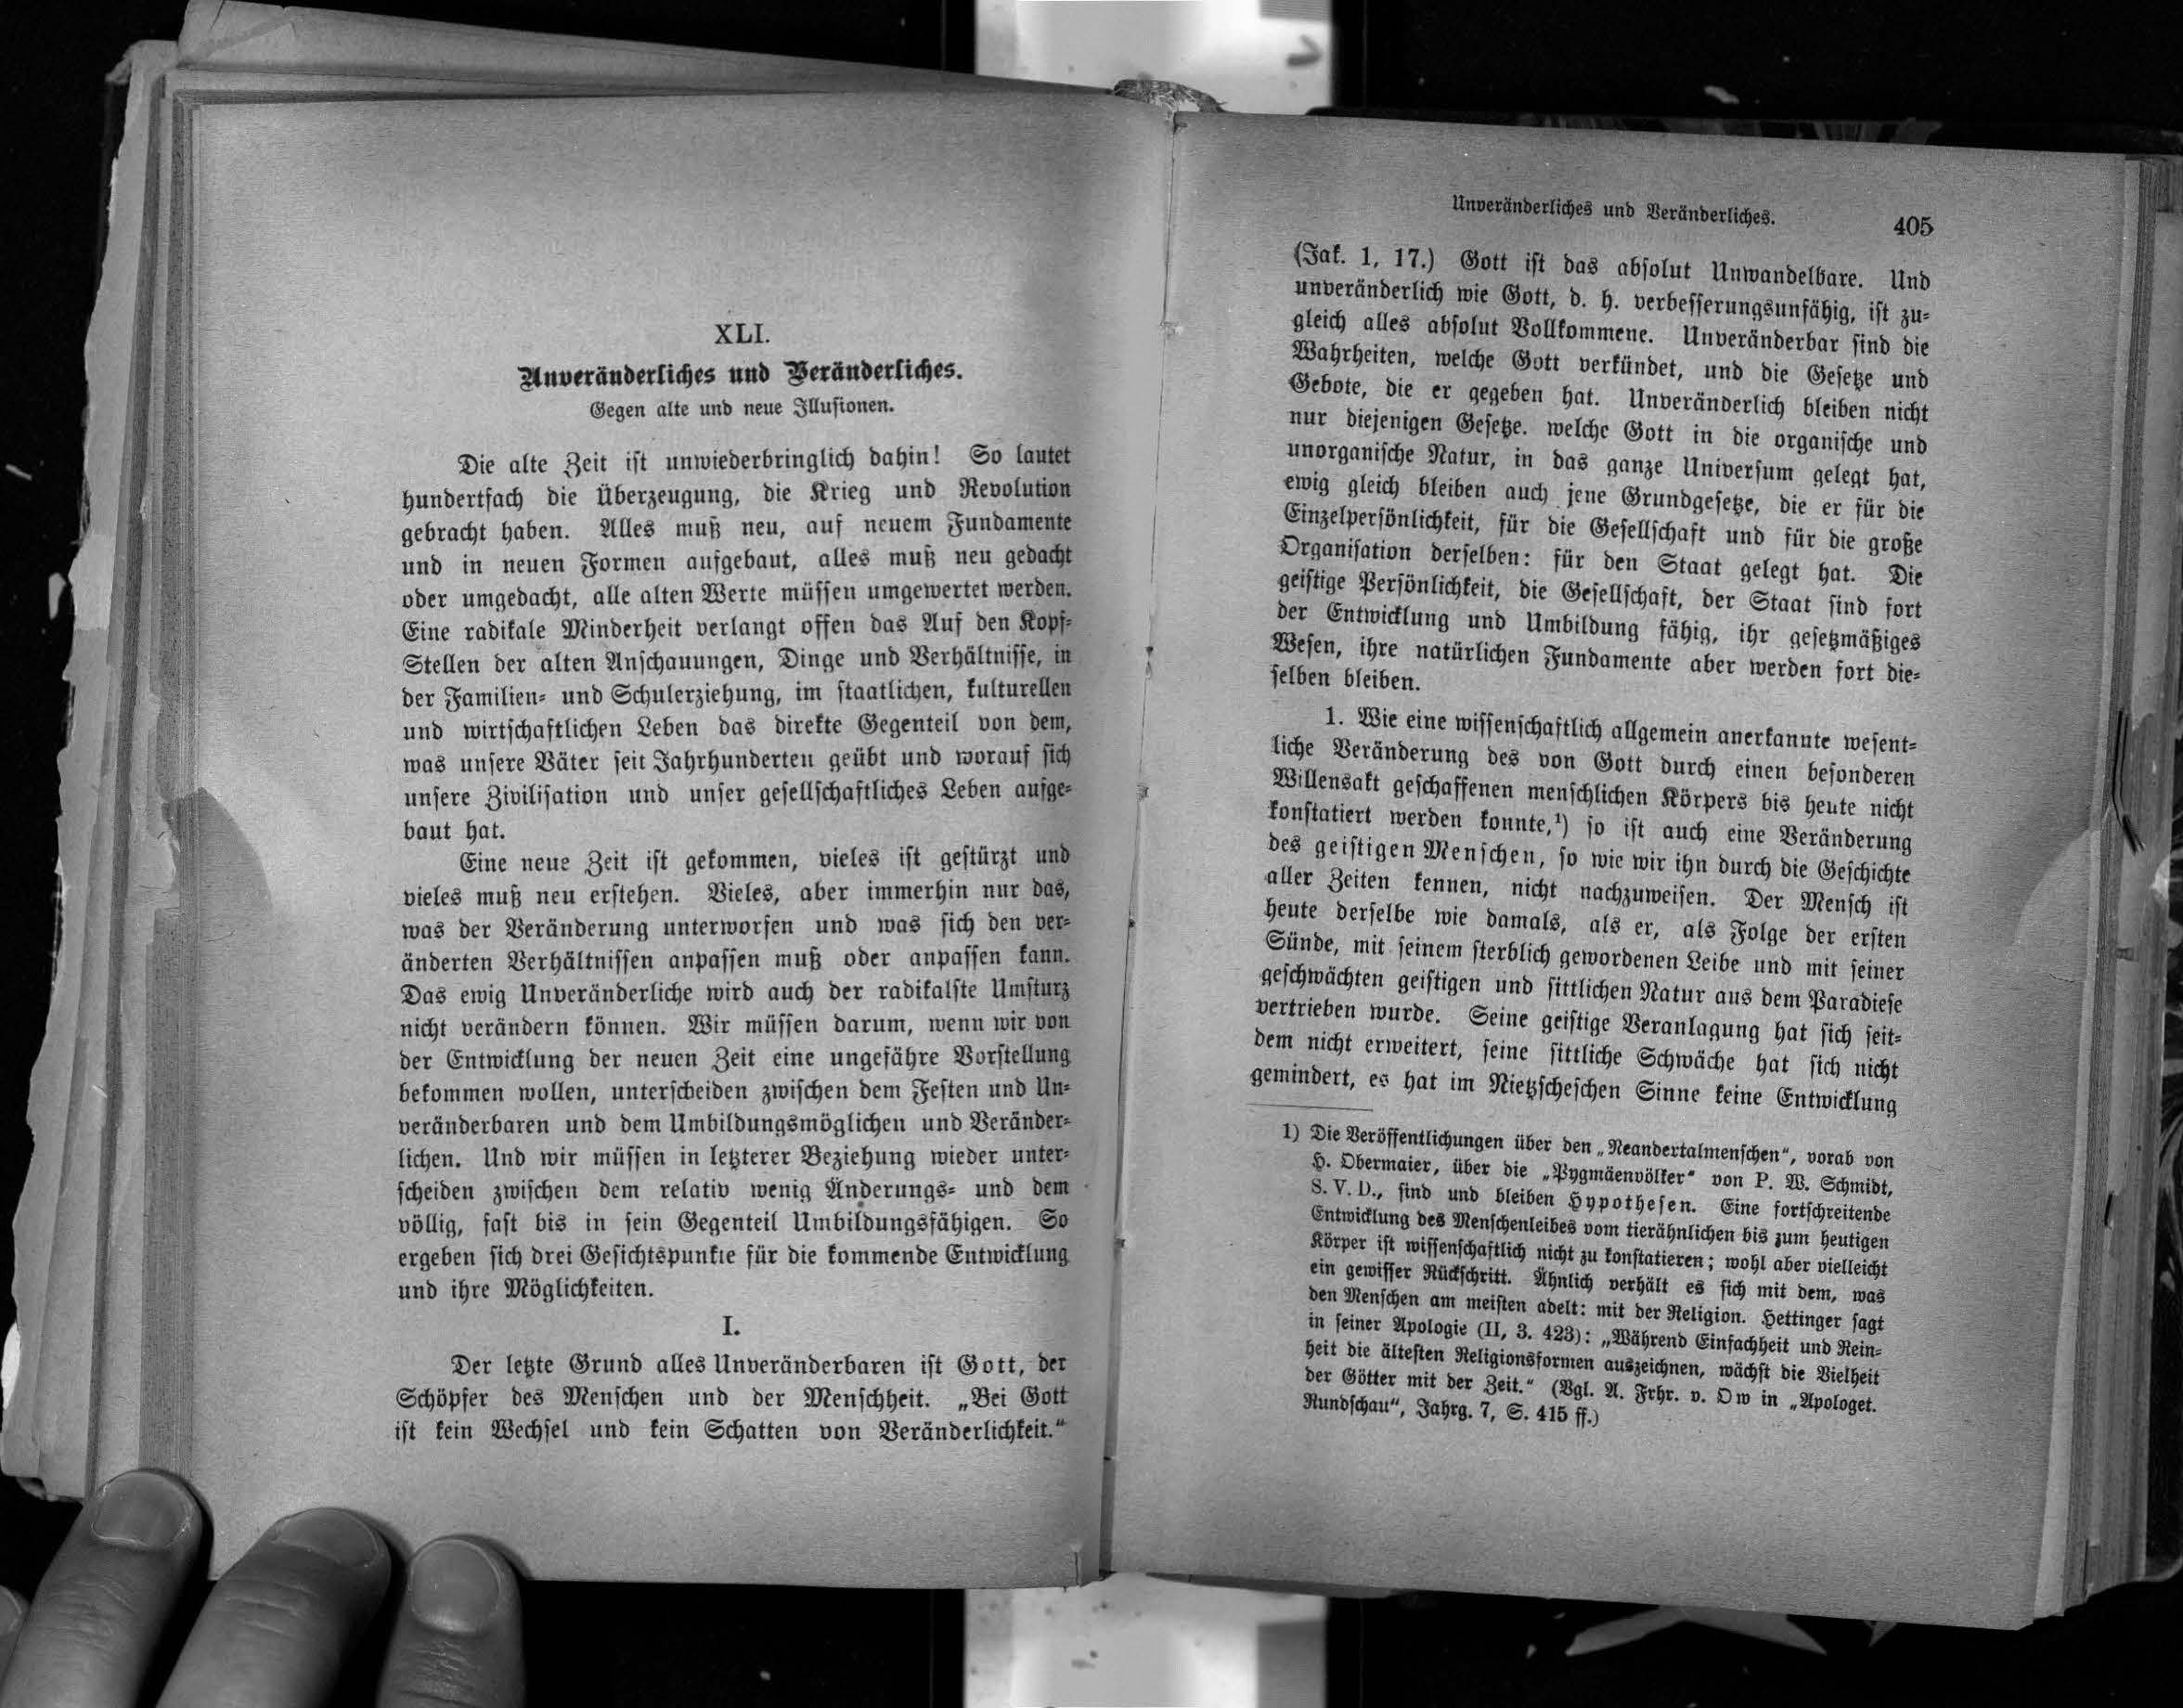 XLI.
Unveränderliches und Veränderliches.
Gegen alte und neue Illusionen.
Die alte Zeit ist unwiederbringlich dahin! So lautet
hundertfach die Überzeugung, die Krieg und Revolution
gebracht haben. Alles muß neu, auf neuem Fundamente
und in neuen Formen aufgebaut, alles muß neu gedacht
oder umgedacht, alle alten Werte müssen umgewertet werden.
Eine radikale Minderheit verlangt offen das Auf den Kopf-
Stellen der alten Anschauungen, Dinge und Verhältnisse, in
der Familien- und Schulerziehung, im staatlichen, kulturellen
und wirtschaftlichen Leben das direkte Gegenteil von dem,
was unsere Väter seit Jahrhunderten geübt und worauf sich
unsere Zivilisation und unser gesellschaftliches Leben aufge-
baut hat.
Eine neue Zeit ist gekommen, vieles ist gestürzt und
vieles muß neu erstehen. Vieles, aber immerhin nur das,
was der Veränderung unterworfen und was sich den ver-
änderten Verhältnissen anpassen muß oder anpassen kann.
Das ewig Unveränderliche wird auch der radikalste Umsturz
nicht verändern können. Wir müssen darum, wenn wir von
der Entwicklung der neuen Zeit eine ungefähre Vorstellung
bekommen wollen, unterscheiden zwischen dem Festen und Un-
veränderbaren und dem Umbildungsmöglichen und Veränder-
lichen. Und wir müssen in letzterer Beziehung wieder unter-
scheiden zwischen dem relativ wenig Änderungs- und dem
völlig, fast bis in sein Gegenteil Umbildungsfähigen. So
ergeben sich drei Gesichtspunkte für die kommende Entwicklung
und ihre Möglichkeiten.
I.
Der letzte Grund alles Unveränderbaren ist Gott, der
Schöpfer des Menschen und der Menschheit. „Bei Gott
ist kein Wechsel und kein Schatten von Veränderlichkeit.“
Unveränderliches und Veränderliches. 405
(Jak. 1, 17.) Gott ist das absolut Unwandelbare. Und
unveränderlich wie Gott, d. h. verbesserungsunfähig, ist zu-
gleich alles absolut Vollkommene. Unveränderbar sind die
Wahrheiten, welche Gott verkündet, und die Gesetze und
Gebote, die er gegeben hat. Unveränderlich bleiben nicht
nur diejenigen Gesetze. welche Gott in die organische und
unorganische Natur, in das ganze Universum gelegt hat,
ewig gleich bleiben auch jene Grundgesetze, die er für die
Einzelpersönlichkeit, für die Gesellschaft und für die große
Organisation derselben: für den Staat gelegt hat. Die
geistige Persönlichkeit, die Gesellschaft, der Staat sind fort
der Entwicklung und Umbildung fähig, ihr gesetzmäßiges
Wesen, ihre natürlichen Fundamente aber werden fort die-
selben bleiben.
1. Wie eine wissenschaftlich allgemein anerkannte wesent-
liche Veränderung des von Gott durch einen besonderen
Willensakt geschaffenen menschlichen Körpers bis heute nicht
konstatiert werden konnte,¹) so ist auch eine Veränderung
des geistigen Menschen, so wie wir ihn durch die Geschichte
aller Zeiten kennen, nicht nachzuweisen. Der Mensch ist
heute derselbe wie damals, als er, als Folge der ersten
Sünde, mit seinem sterblich gewordenen Leibe und mit seiner
geschwächten geistigen und sittlichen Natur aus dem Paradiese
vertrieben wurde. Seine geistige Veranlagung hat sich seit-
dem nicht erweitert, seine sittliche Schwäche hat sich nicht
gemindert, es hat im Nietzscheschen Sinne keine Entwicklung
1) Die Veröffentlichungen über den „Neandertalmenschen“, vorab von
H. Obermaier, über die „Pygmäenvölker“ von P. W. Schmidt,
S. V. D., sind und bleiben Hypothesen. Eine fortschreitende
Entwicklung des Menschenleibes vom tierähnlichen bis zum heutigen
Körper ist wissenschaftlich nicht zu konstatieren; wohl aber vielleicht
ein gewisser Rückschritt. Ähnlich verhält es sich mit dem, was
den Menschen am meisten adelt: mit der Religion. Hettinger sagt
in seiner Apologie (II, 3. 423): „Während Einfachheit und Rein-
heit die ältesten Religionsformen auszeichnen, wächst die Vielheit
der Götter mit der Zeit.“ (Vgl. A. Frhr. v. Ow in „Apologet.
Rundschau“, Jahrg. 7, S. 415 ff.)